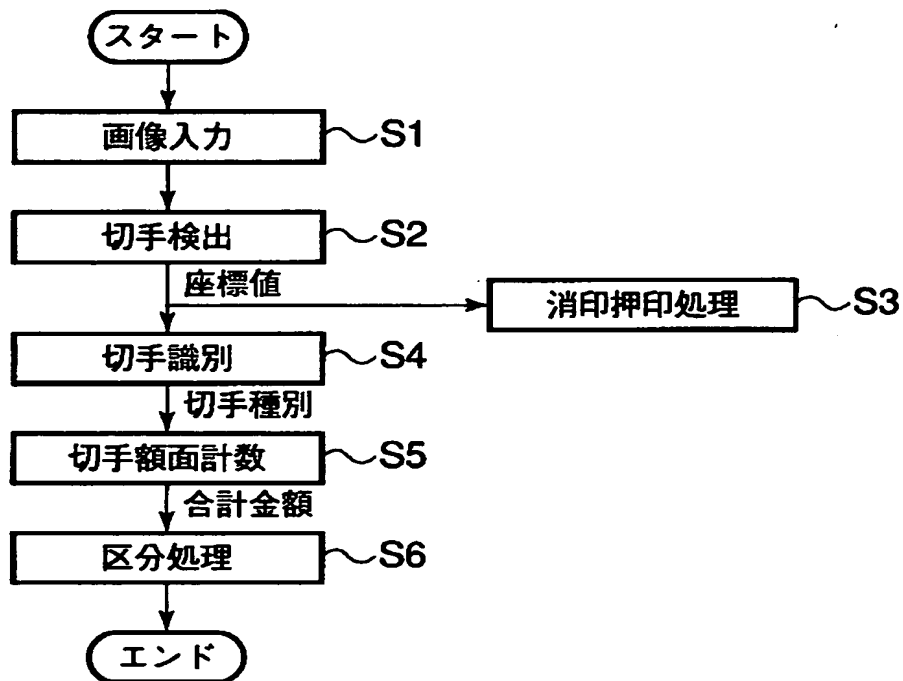 スタート
画像入力 S1
切手検出 S2
座標値
消印押印処理 S3
切手識別 S4
切手種別
切手額面計数 S5
合計金額
区分処理 S6
エンド